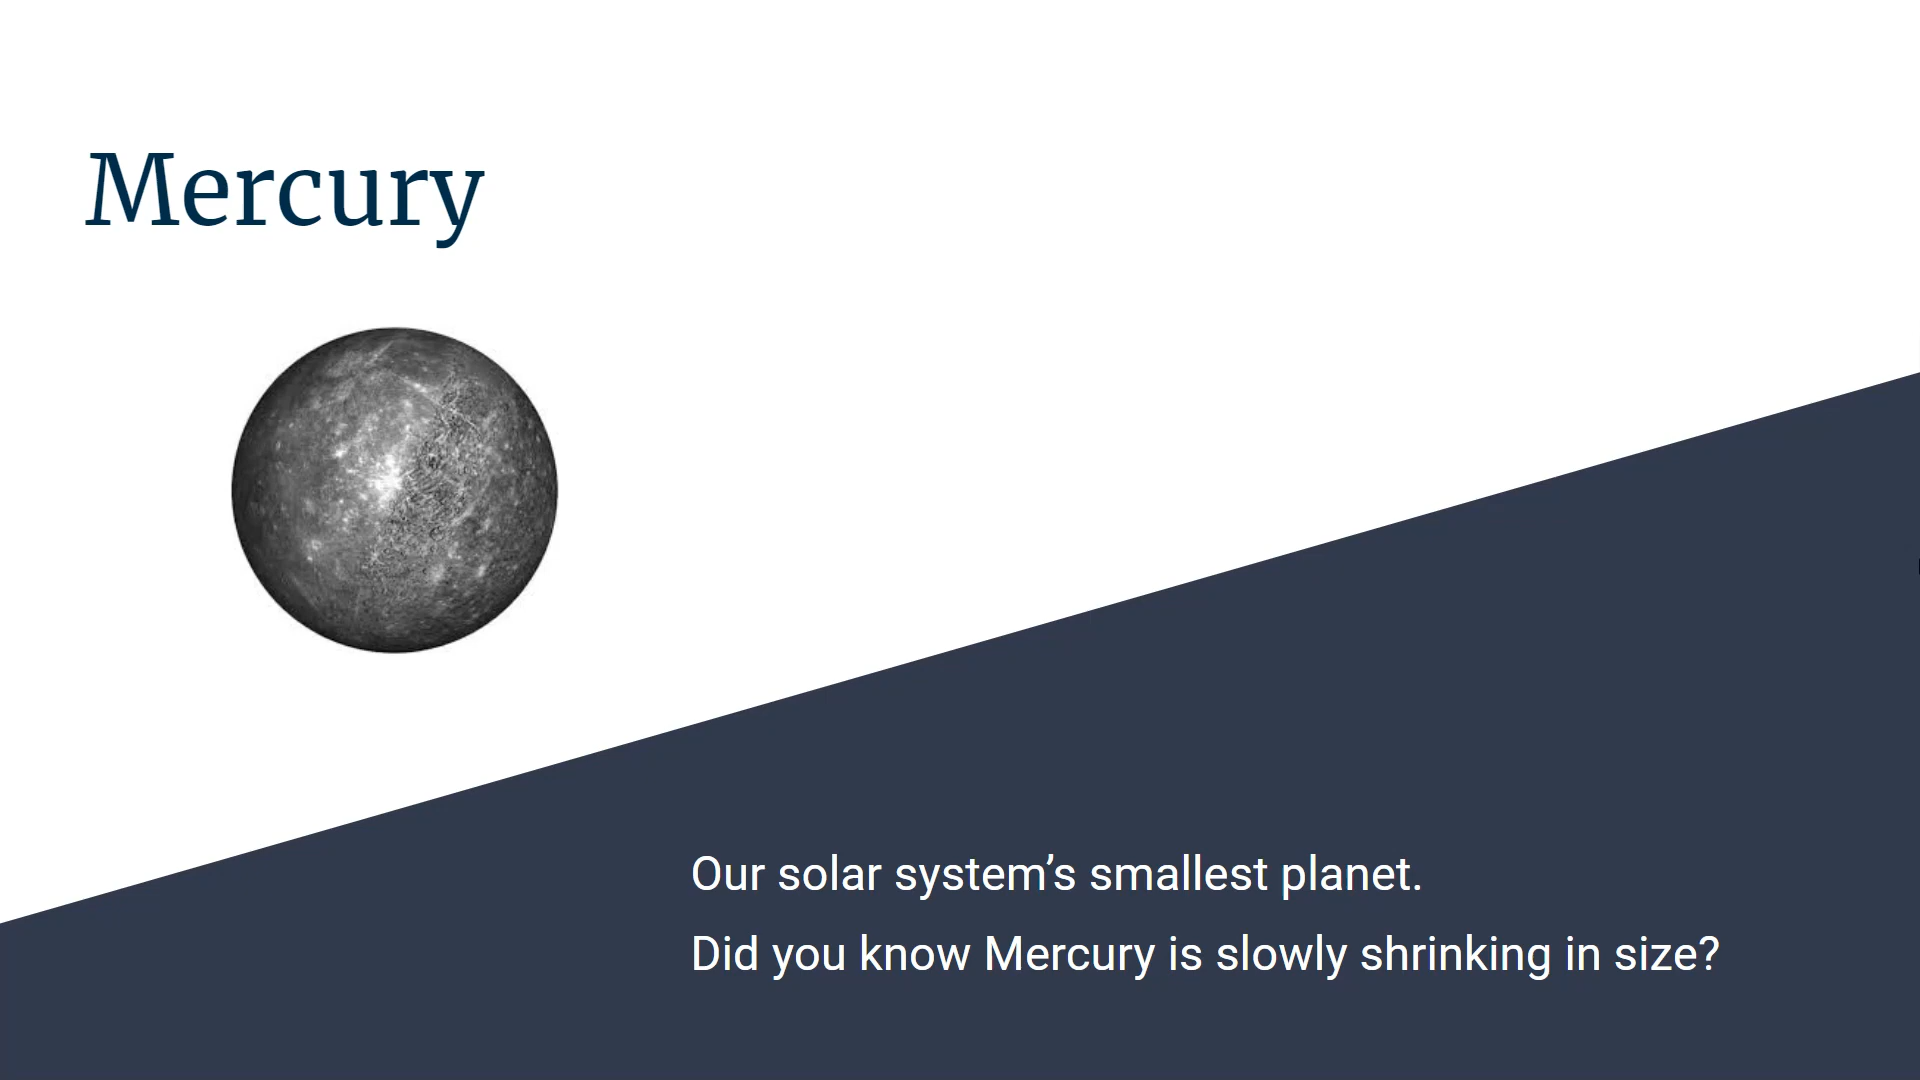 Mercury
Our solar system’s smallest planet.
Did you know Mercury is slowly shrinking in size?